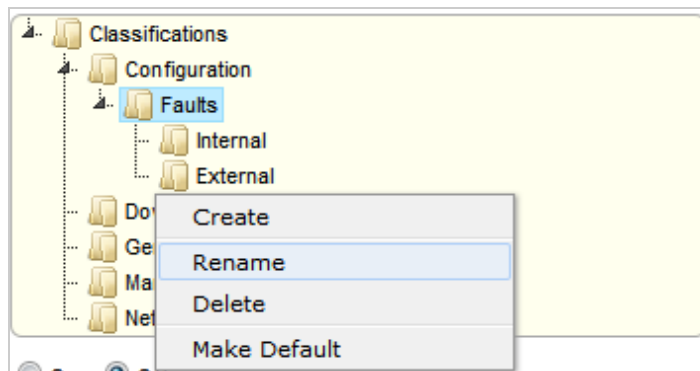 Classifications
Configuration
Faults
Internal
External
Create
Rename
Delete
Make Default